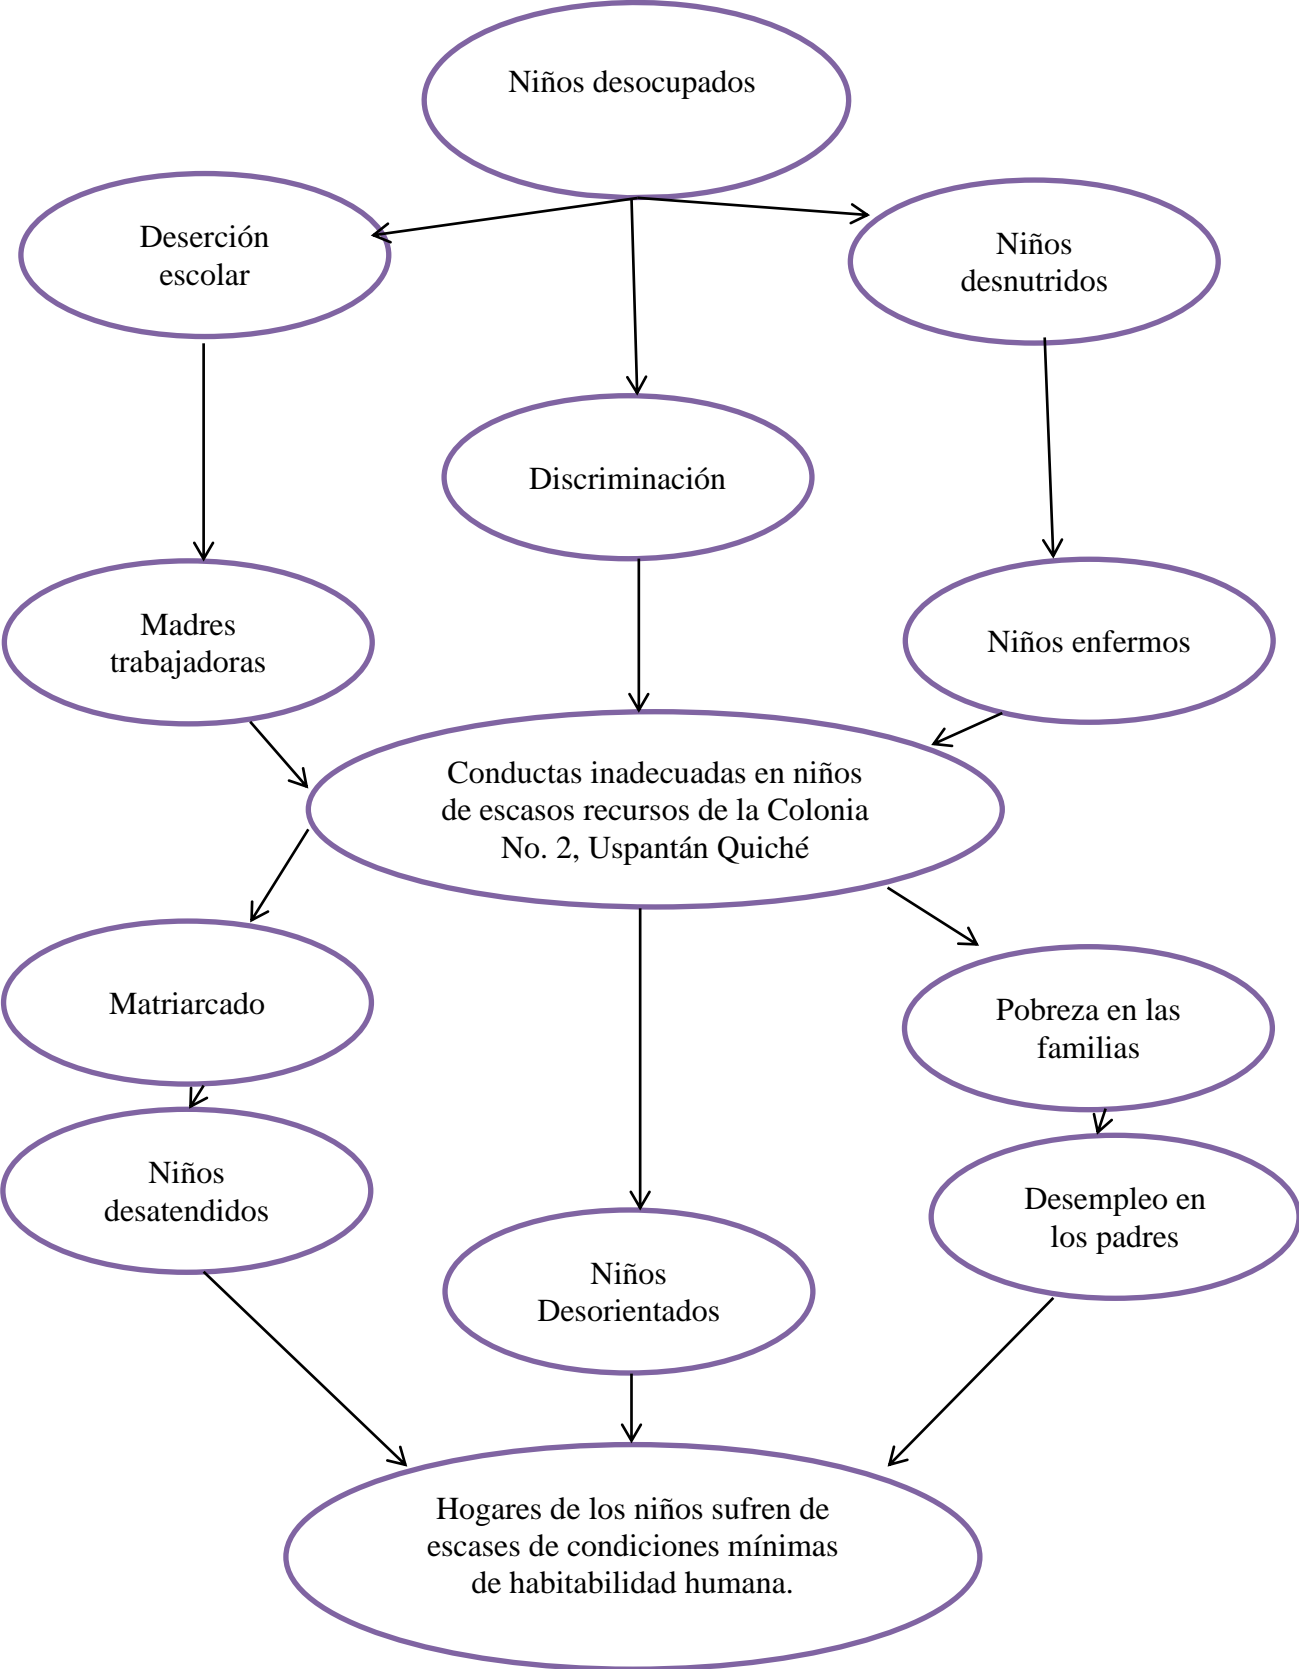 Niños desocupados
Deserción
escolar
Niños
desnutridos
Discriminación
Madres
trabajadoras
Niños enfermos
Conductas inadecuadas en niños
de escasos recursos de la Colonia
No. 2, Uspantán Quiché
Matriarcado
Pobreza en las
familias
Niños
desatendidos
Desempleo en
los padres
Niños
Desorientados
Hogares de los niños sufren de
escases de condiciones mínimas
de habitabilidad humana.